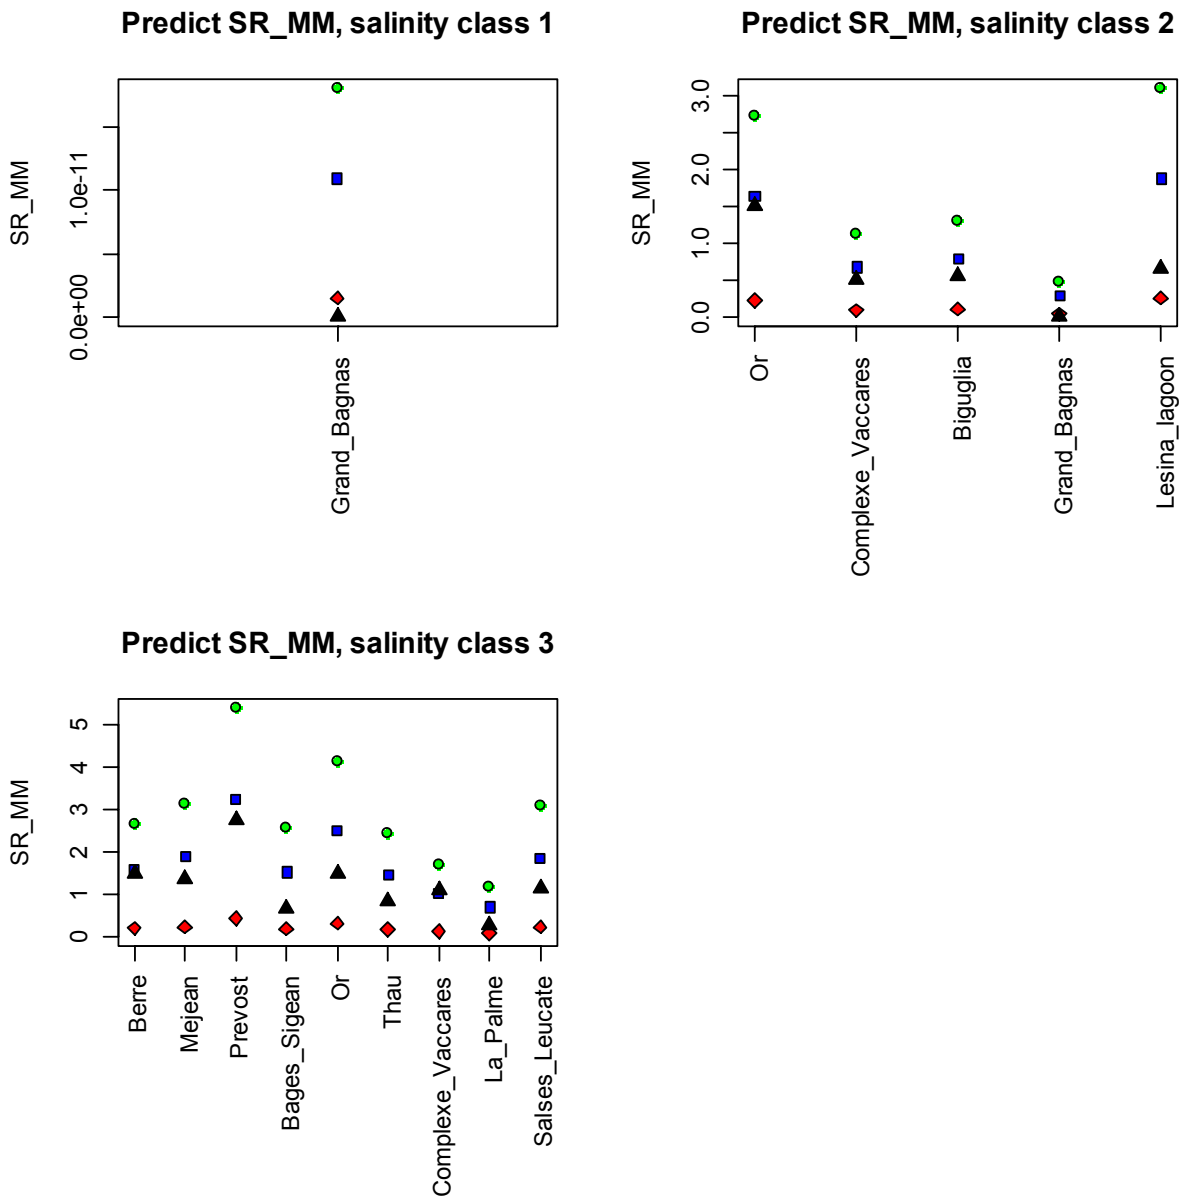 Predict SR_MM, salinity class 1
SR_MM
1.0e-11
0.0e+00
Grand_Bagnas
Predict SR_MM, salinity class 2
SR_MM
3.0
2.0
1.0
0.0
Or
Complexe_Vaccares
Biguglia
Grand_Bagnas
Lesina_lagoon
Predict SR_MM, salinity class 3
SR_MM
5
4
3
2
1
0
Berre
Mejean
Prevost
Bages_Sigean
Or
Thau
Complexe_Vaccares
La_Palme
Salses_Leucate